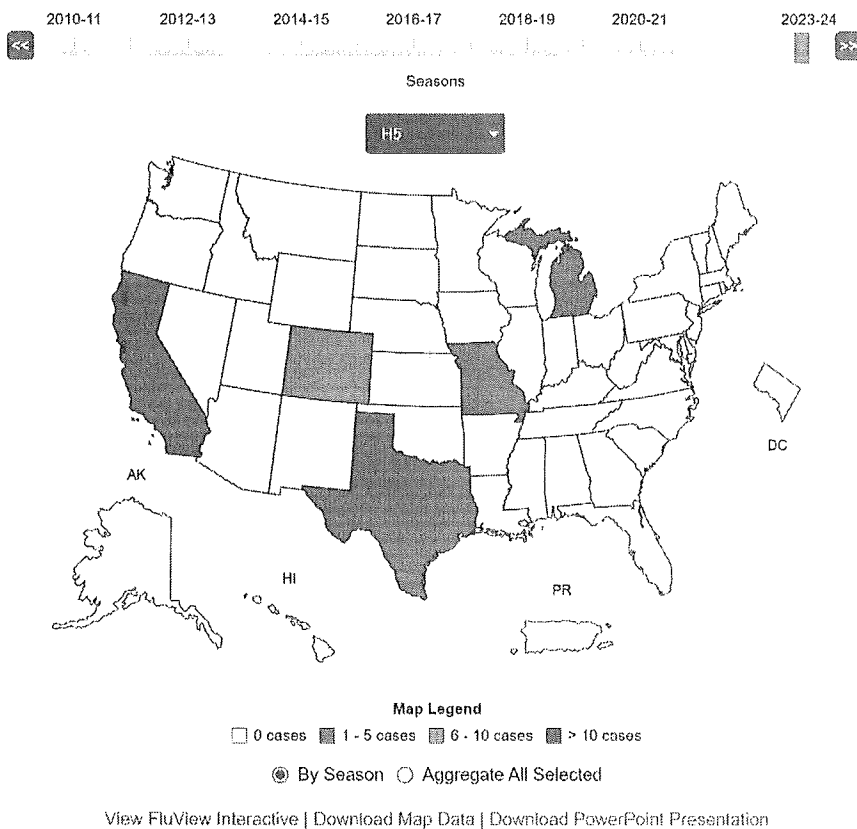 2010-11 2012-13 2014-15 2016-17 2018-19 2020-21 2023-24
<< >>
Seasons
H5
AK
HI
PR
DC
Map Legend
0 cases 1 - 5 cases 6 - 10 cases > 10 cases
By Season Aggregate All Selected
View FluView Interactive | Download Map Data | Download PowerPoint Presentation